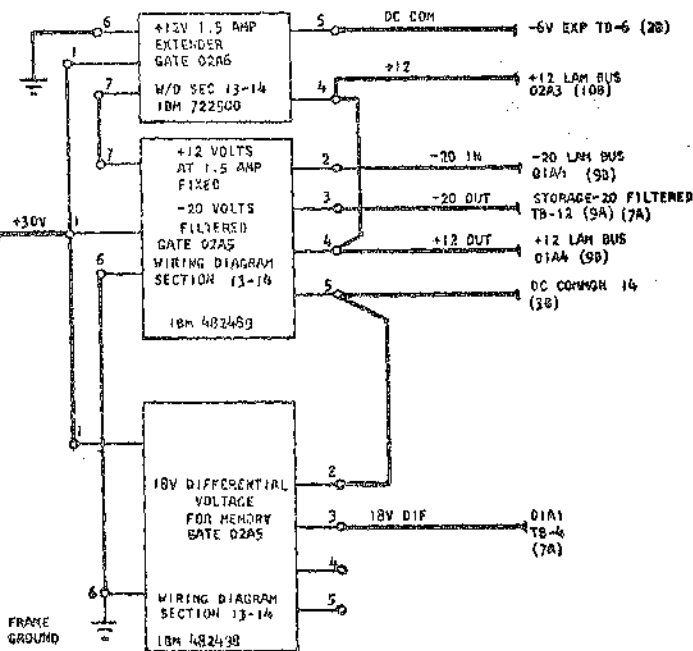 6
+12V 1.5 AMP
EXTENDER
GATE 02A6
W/D SEC 13-14
IBM 722500
5
DC COM
-6V EXP TB-6 (2B)
1
7
4
+12
+12 LAM BUS
02A3 (10B)
7
+12 VOLTS
AT 1.5 AMP
FIXED
-20 VOLTS
FILTERED
GATE 02A5
WIRING DIAGRAM
SECTION 13-14
IBM 482469
2
-20 IN
-20 LAM BUS
01A4 (9B)
3
-20 OUT
STORAGE-20 FILTERED
TB-12 (9A) (7A)
+30V
1
4
+12 OUT
+12 LAM BUS
01A4 (9B)
6
5
DC COMMON 14
(3B)
1
18V DIFFERENTIAL
VOLTAGE
FOR MEMORY
GATE 02A5
WIRING DIAGRAM
SECTION 13-14
IBM 482498
2
3
18V DIF
01A1
TB-4
(7A)
4
5
6
FRAME
GROUND